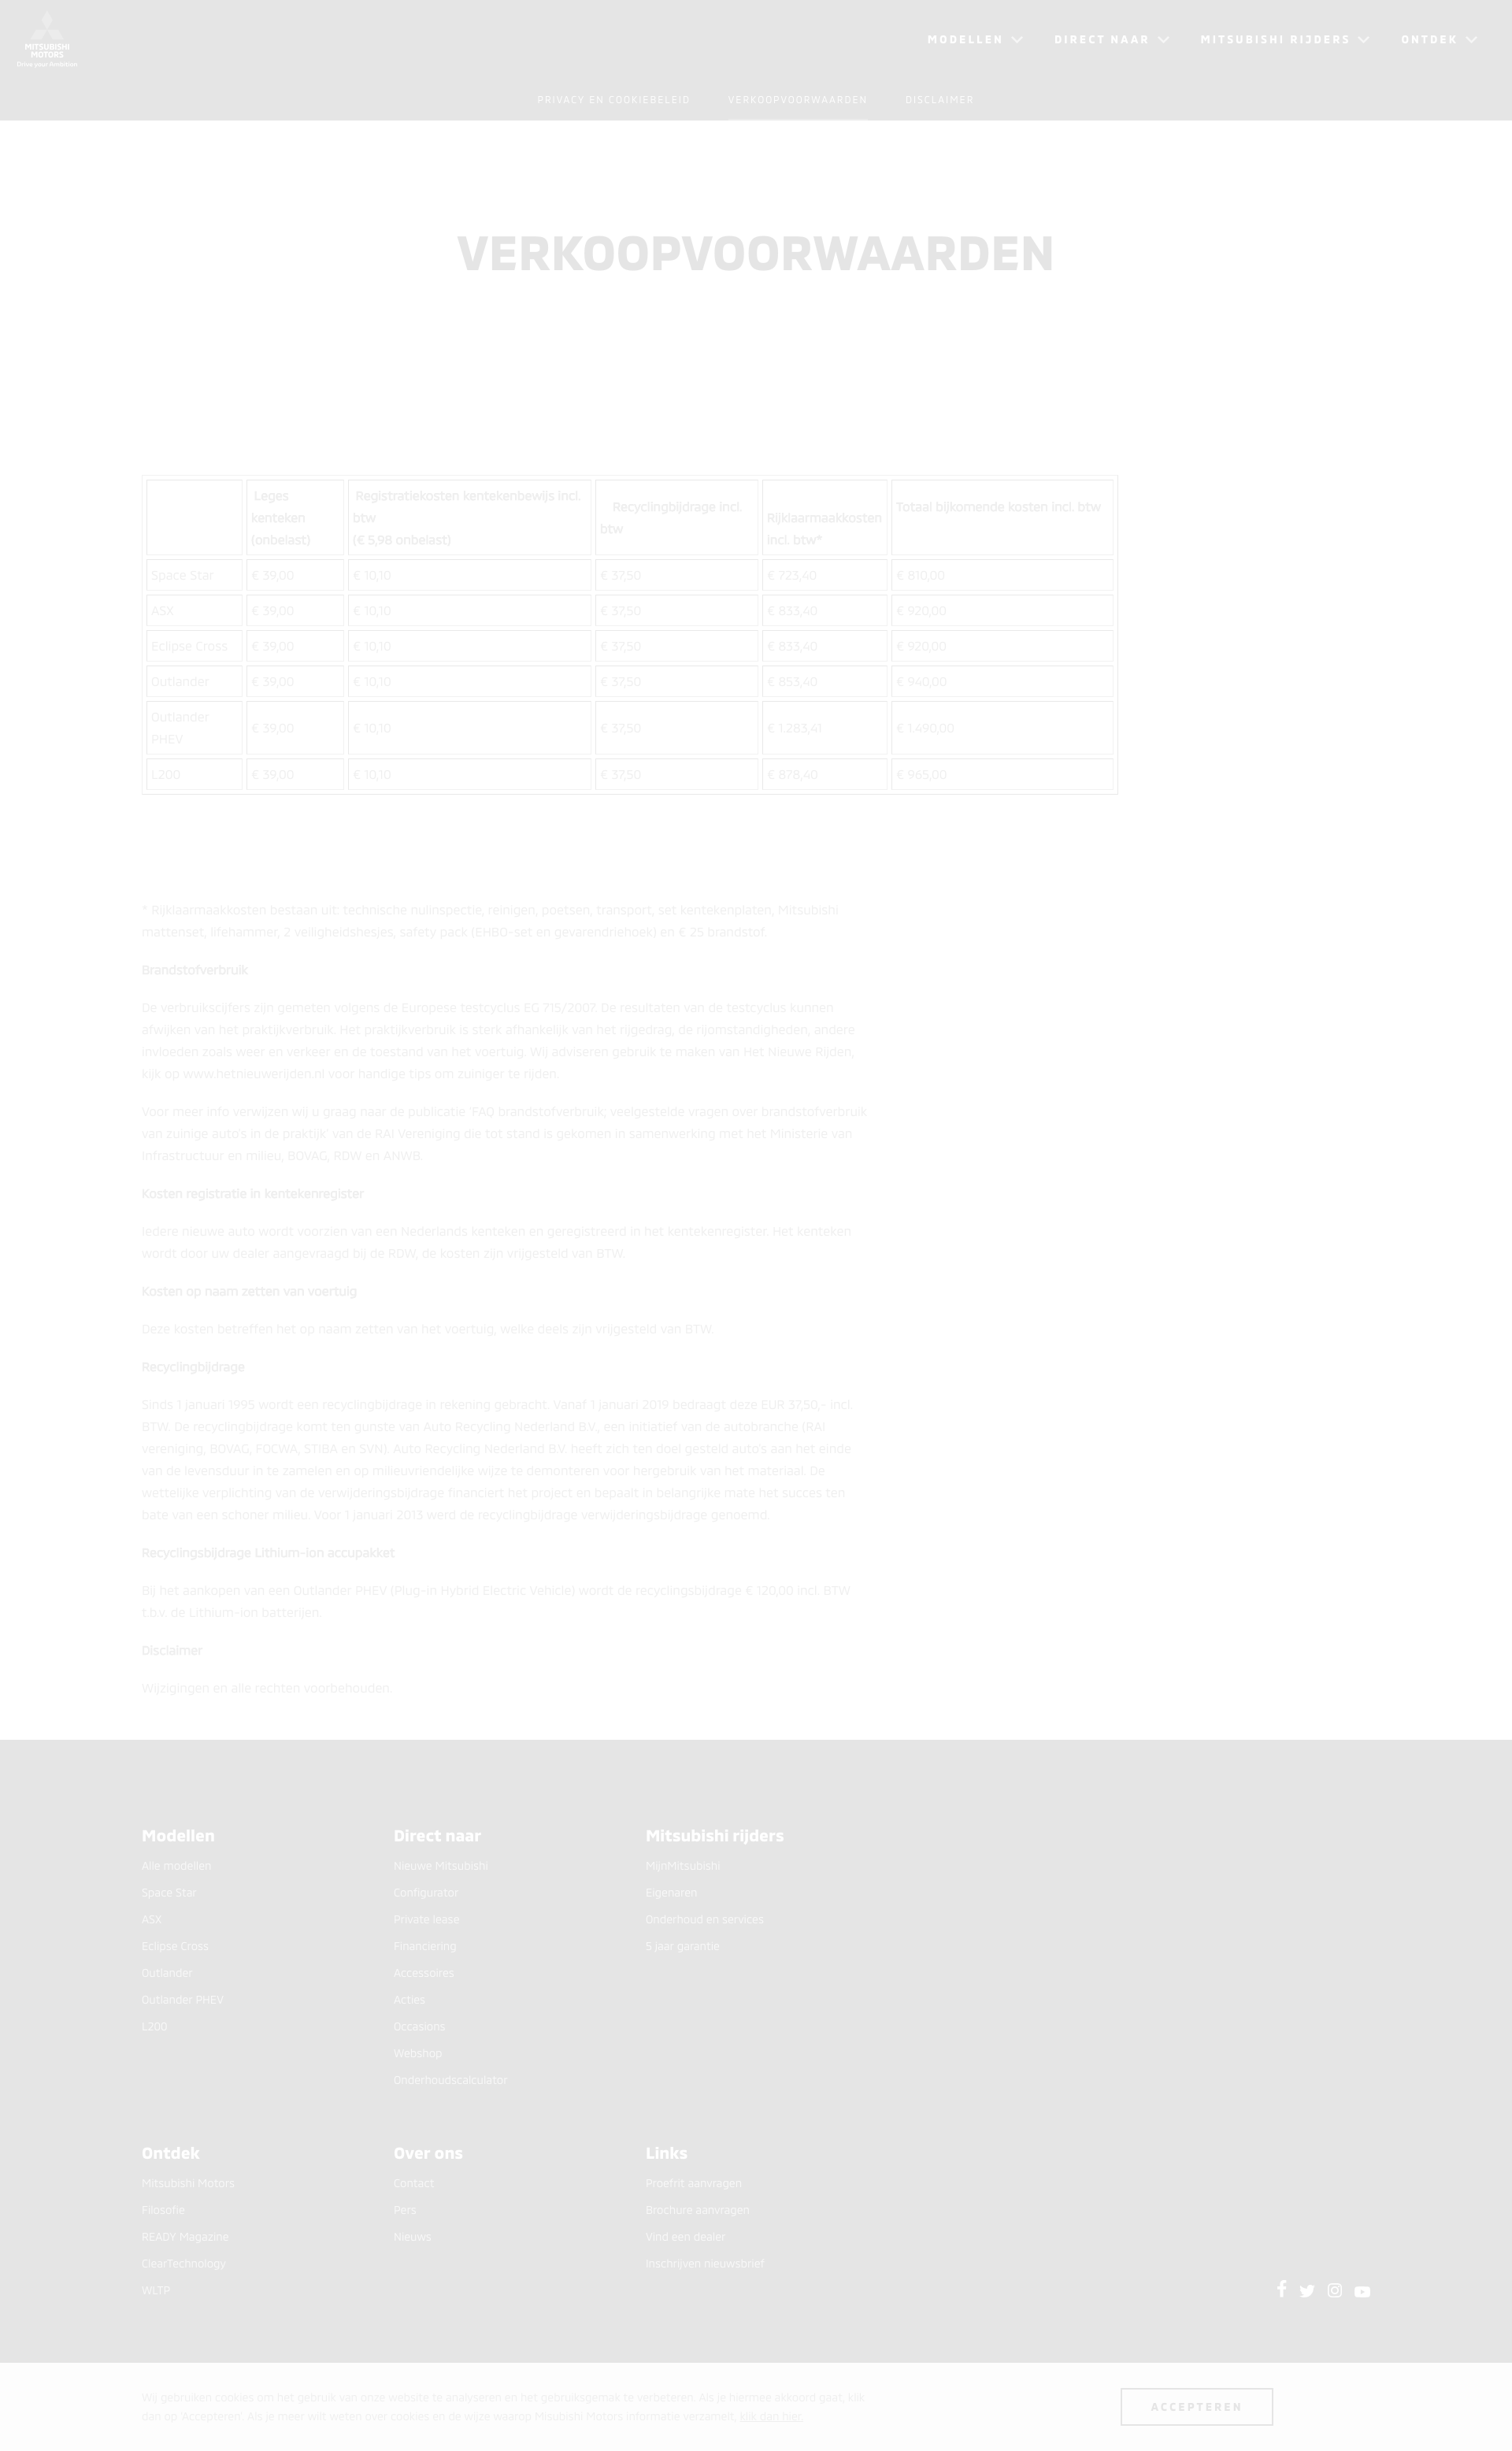 MITSUBISHI
MOTORS
Drive your Ambition
MODELLEN
DIRECT NAAR
MITSUBISHI RIJDERS
ONTDEK
PRIVACY EN COOKIEBELEID
VERKOOPVOORWAARDEN
DISCLAIMER
VERKOOPVOORWAARDEN
Leges kenteken (onbelast) | Registratiekosten kentekenbewijs incl. btw (€ 5,98 onbelast) | Recyclingbijdrage incl. btw | Rijklaarmaakkosten incl. btw* | Totaal bijkomende kosten incl. btw
Space Star € 39,00 € 10,10 € 37,50 € 723,40 € 810,00
ASX € 39,00 € 10,10 € 37,50 € 833,40 € 920,00
Eclipse Cross € 39,00 € 10,10 € 37,50 € 833,40 € 920,00
Outlander € 39,00 € 10,10 € 37,50 € 853,40 € 940,00
Outlander PHEV € 39,00 € 10,10 € 37,50 € 1.283,41 € 1.490,00
L200 € 39,00 € 10,10 € 37,50 € 878,40 € 965,00
* Rijklaarmaakkosten bestaan uit: technische nulinspectie, reinigen, poetsen, transport, set kentekenplaten, Mitsubishi
mattenset, lifehammer, 2 veiligheidshesjes, safety pack (EHBO-set en gevarendriehoek) en € 25 brandstof.
Brandstofverbruik
De verbruikscijfers zijn gemeten volgens de Europese testcyclus EG 715/2007. De resultaten van de testcyclus kunnen
afwijken van het praktijkverbruik. Het praktijkverbruik is sterk afhankelijk van het rijgedrag, de rijomstandigheden, andere
invloeden zoals weer en verkeer en de toestand van het voertuig. Wij adviseren gebruik te maken van Het Nieuwe Rijden,
kijk op www.hetnieuwerijden.nl voor handige tips om zuiniger te rijden.
Voor meer info verwijzen wij u graag naar de publicatie 'FAQ brandstofverbruik; veelgestelde vragen over brandstofverbruik
van zuinige auto's in de praktijk' van de RAI Vereniging die tot stand is gekomen in samenwerking met het Ministerie van
Infrastructuur en milieu, BOVAG, RDW en ANWB.
Kosten registratie in kentekenregister
Iedere nieuwe auto wordt voorzien van een Nederlands kenteken en geregistreerd in het kentekenregister. Het kenteken
wordt door uw dealer aangevraagd bij de RDW, de kosten zijn vrijgesteld van BTW.
Kosten op naam zetten van voertuig
Deze kosten betreffen het op naam zetten van het voertuig, welke deels zijn vrijgesteld van BTW.
Recyclingbijdrage
Sinds 1 januari 1995 wordt een recyclingbijdrage in rekening gebracht. Vanaf 1 januari 2019 bedraagt deze EUR 37,50,- incl.
BTW. De recyclingbijdrage komt ten gunste van Auto Recycling Nederland B.V., een initiatief van de autobranche (RAI
vereniging, BOVAG, FOCWA, STIBA en SVN). Auto Recycling Nederland B.V. heeft zich ten doel gesteld auto's aan het einde
van de levensduur in te zamelen en op milieuvriendelijke wijze te demonteren voor hergebruik van het materiaal. De
wettelijke verplichting van de verwijderingsbijdrage financiert het project en bepaalt in belangrijke mate het succes ten
bate van een schoner milieu. Voor 1 januari 2013 werd de recyclingbijdrage verwijderingsbijdrage genoemd.
Recyclingsbijdrage Lithium-ion accupakket
Bij het aankopen van een Outlander PHEV (Plug-in Hybrid Electric Vehicle) wordt de recyclingsbijdrage € 120,00 incl. BTW
t.b.v. de Lithium-ion batterijen.
Disclaimer
Wijzigingen en alle rechten voorbehouden.
Modellen
Alle modellen
Space Star
ASX
Eclipse Cross
Outlander
Outlander PHEV
L200
Direct naar
Nieuwe Mitsubishi
Configurator
Private lease
Financiering
Accessoires
Acties
Occasions
Webshop
Onderhoudscalculator
Mitsubishi rijders
MijnMitsubishi
Eigenaren
Onderhoud en services
5 jaar garantie
Ontdek
Mitsubishi Motors
Filosofie
READY Magazine
ClearTechnology
WLTP
Over ons
Contact
Pers
Nieuws
Links
Proefrit aanvragen
Brochure aanvragen
Vind een dealer
Inschrijven nieuwsbrief
Wij gebruiken cookies om het gebruik van onze website te analyseren en het gebruiksgemak te verbeteren. Als je hiermee akkoord gaat, klik
dan op 'Accepteren'. Als je meer wilt weten over cookies en de wijze waarop Misubishi Motors informatie verzamelt, klik dan hier.
ACCEPTEREN